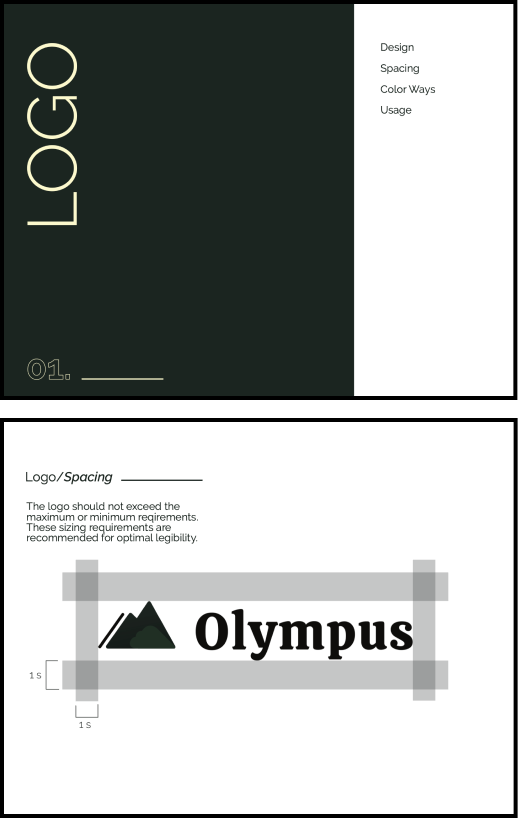 LOGO
01.
Design
Spacing
Color Ways
Usage
Logo/Spacing
The logo should not exceed the
maximum or minimum reqirements.
These sizing requirements are
recommended for optimal legibility.
Olympus
1 S
1 S